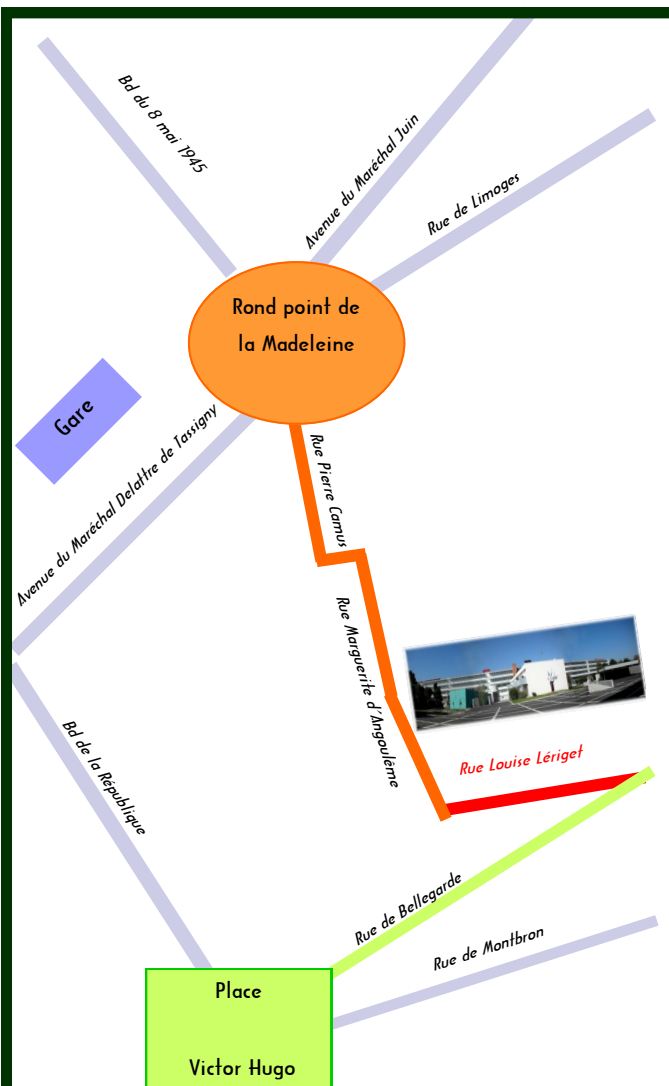 Bd du 8 mai 1945
Avenue du Maréchal Juin
Rue de Limoges
Rond point de
la Madeleine
Gare
Avenue du Maréchal Delattre de Tassigny
Rue Pierre Camus
Rue Marguerite d'Angoulème
Rue Louise Lériget
Bd de la République
Rue de Bellegarde
Rue de Montbron
Place
Victor Hugo